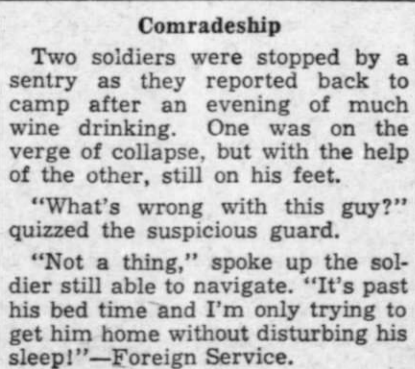 Comradeship
Two soldiers were stopped by a
sentry as they reported back to
camp after an evening of much
wine drinking. One was on the
verge of collapse, but with the help
of the other, still on his feet.
"What's wrong with this guy?"
quizzed the suspicious guard.
"Not a thing," spoke up the sol-
dier still able to navigate. "It's past
his bed time and I'm only trying to
get him home without disturbing his
sleep!"—Foreign Service.